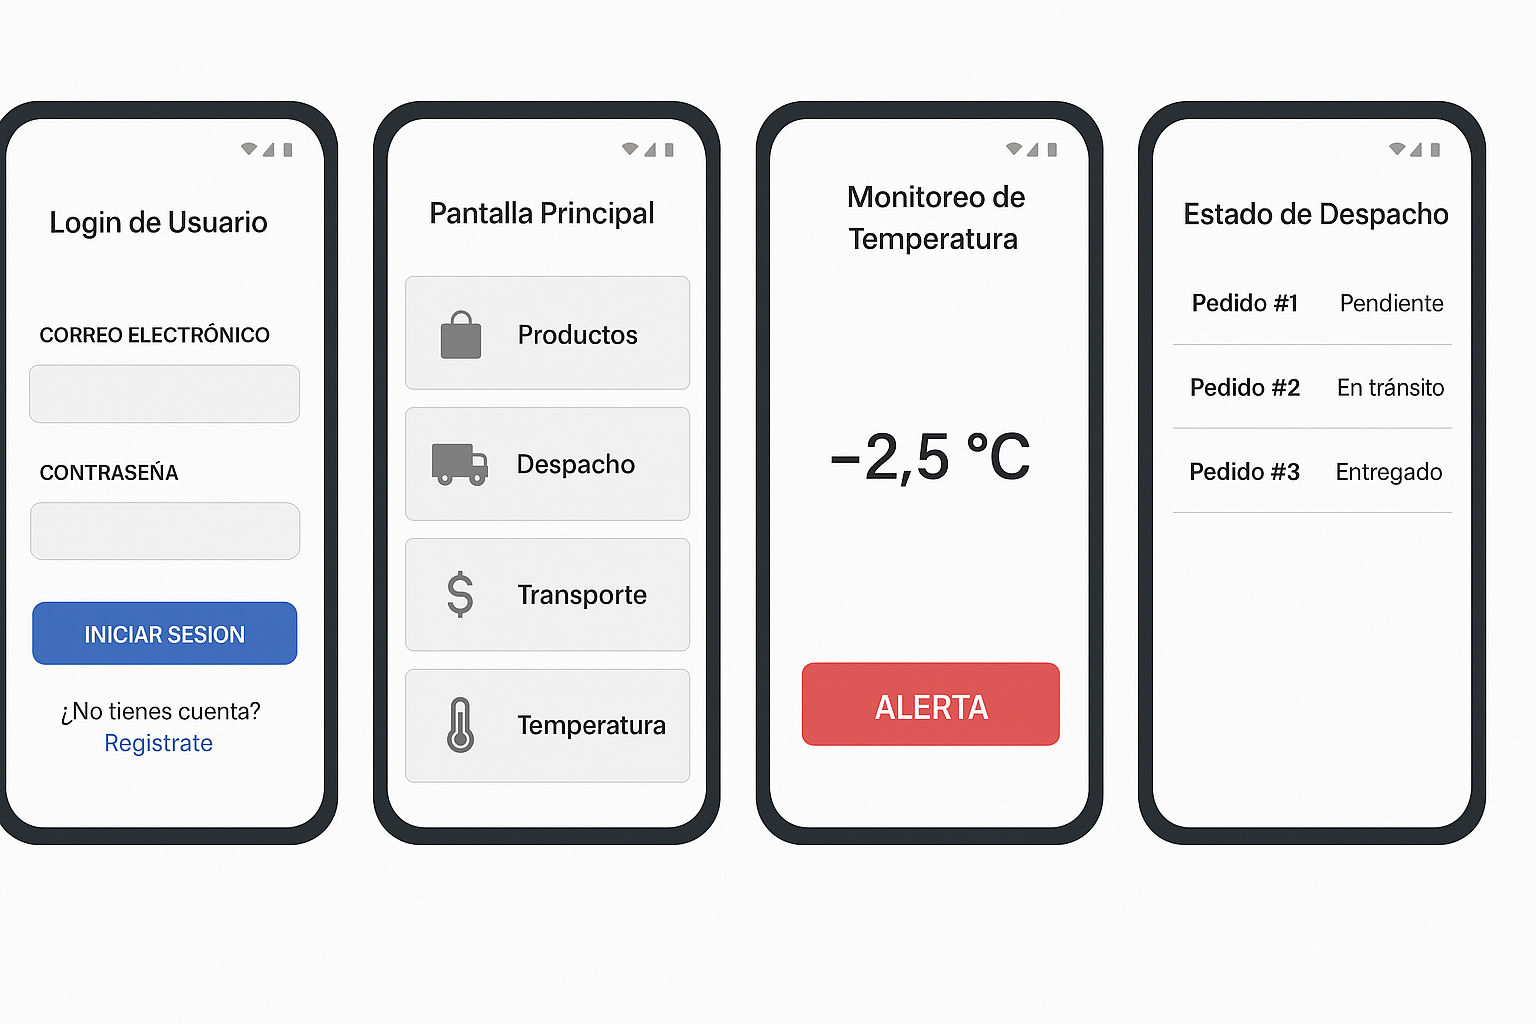 Login de Usuario
CORREO ELECTRÓNICO
CONTRASEŃA
INICIAR SESION
¿No tienes cuenta?
Registrate
Pantalla Principal
Productos
Despacho
$ Transporte
Temperatura
Monitoreo de
Temperatura
−2,5 °C
ALERTA
Estado de Despacho
Pedido #1 Pendiente
Pedido #2 En tránsito
Pedido #3 Entregado